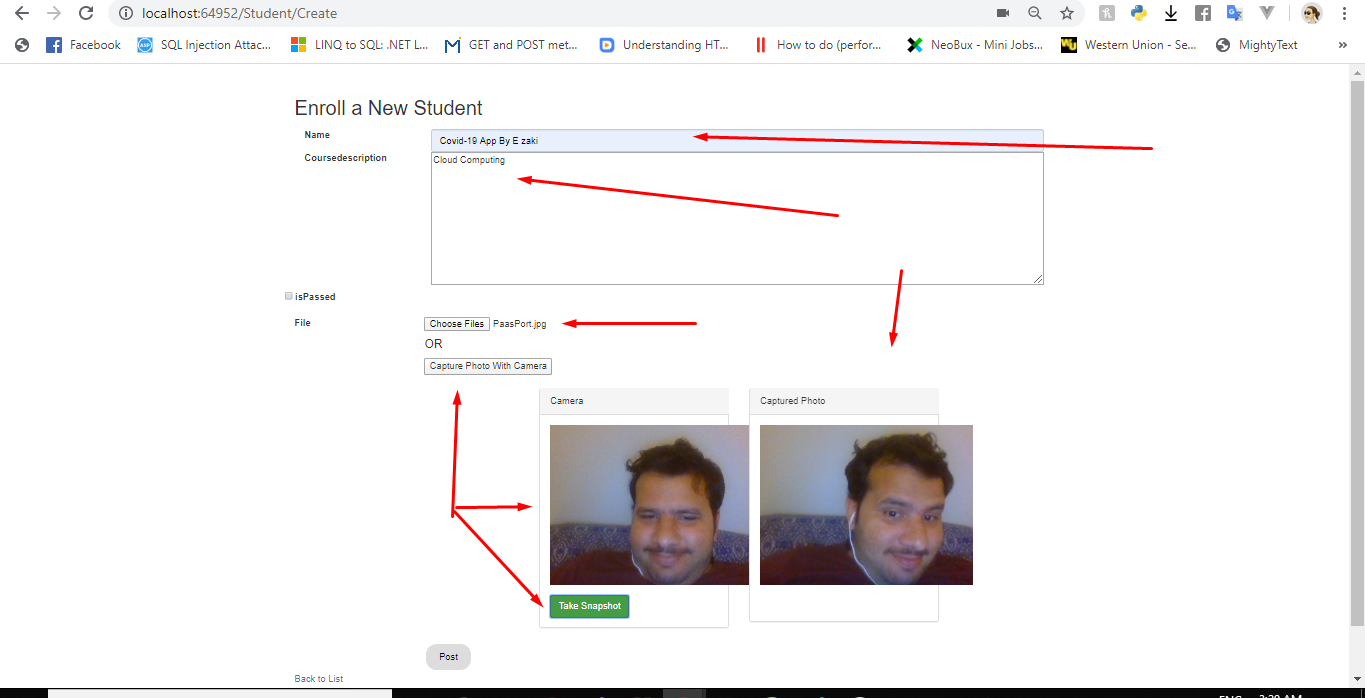 localhost:64952/Student/Create
Facebook SQL Injection Attac... LINQ to SQL: .NET L... GET and POST met... Understanding HT... How to do (perfor... NeoBux - Mini Jobs... Western Union - Se... MightyText »
Enroll a New Student
Name Covid-19 App By E zaki
Coursedescription Cloud Computing
isPassed
File Choose Files PaasPort.jpg
OR
Capture Photo With Camera
Camera Captured Photo
Take Snapshot
Post
Back to List